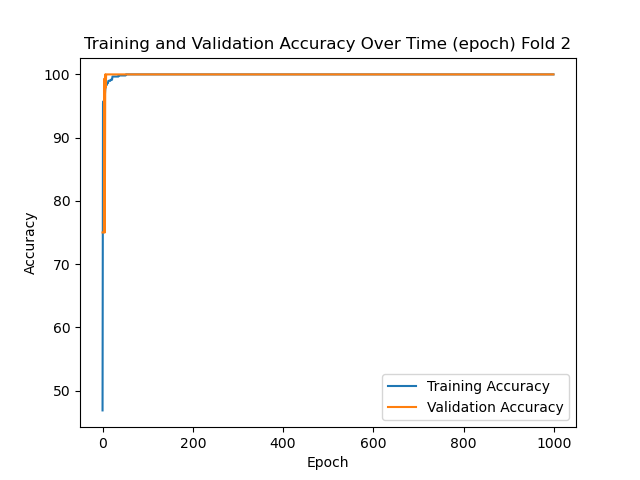 Training and Validation Accuracy Over Time (epoch) Fold 2
100
90
80
70
60
50
Accuracy
0 200 400 600 800 1000
Epoch
Training Accuracy
Validation Accuracy